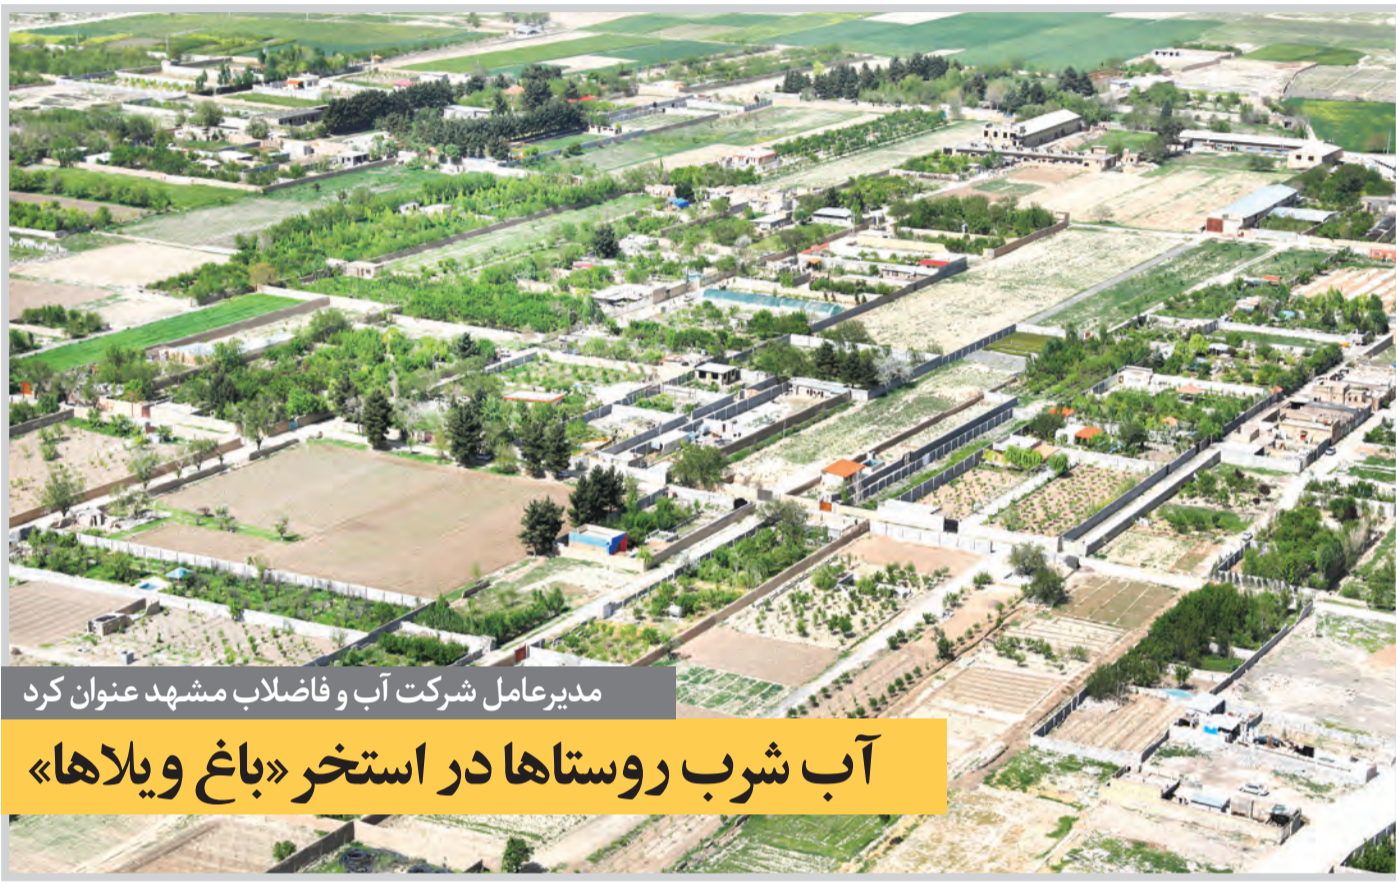 مدیرعامل شرکت آب و فاضلاب مشهد عنوان کرد
آب شرب روستاها در استخر «باغ ویلاها»